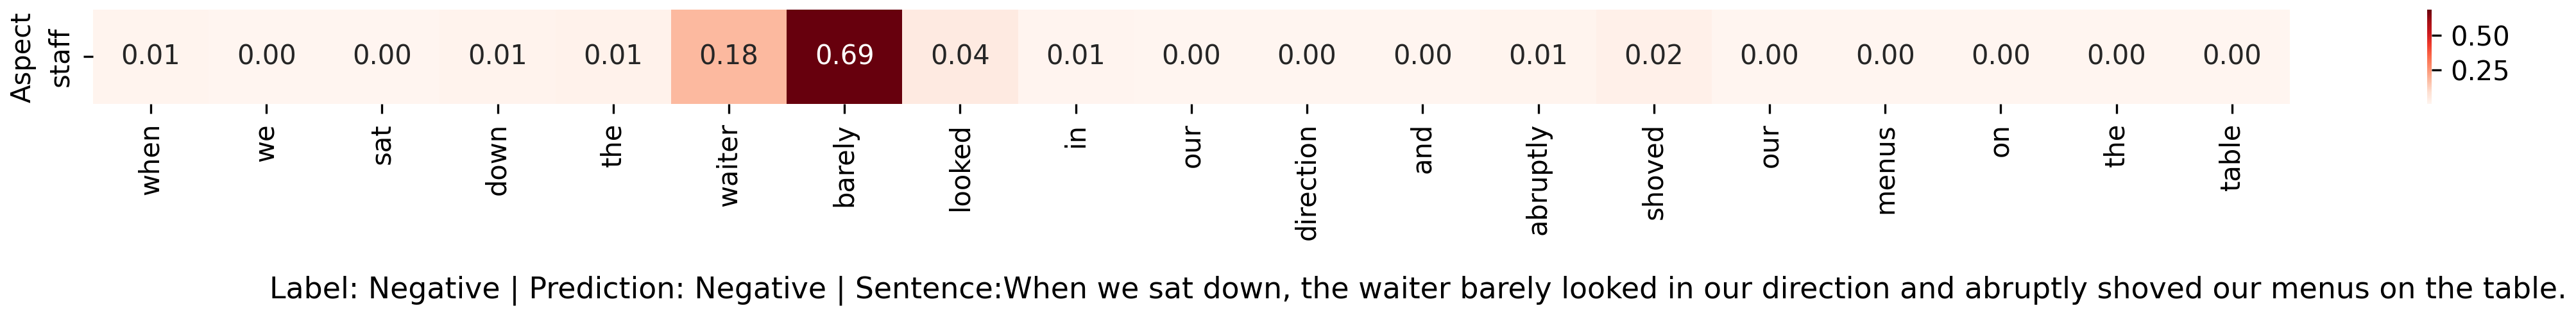 Aspect
staff
0.01 0.00 0.00 0.01 0.01 0.18 0.69 0.04 0.01 0.00 0.00 0.00 0.01 0.02 0.00 0.00 0.00 0.00 0.00
0.50
0.25
when we sat down the waiter barely looked in our direction and abruptly shoved our menus on the table
Label: Negative | Prediction: Negative | Sentence:When we sat down, the waiter barely looked in our direction and abruptly shoved our menus on the table.